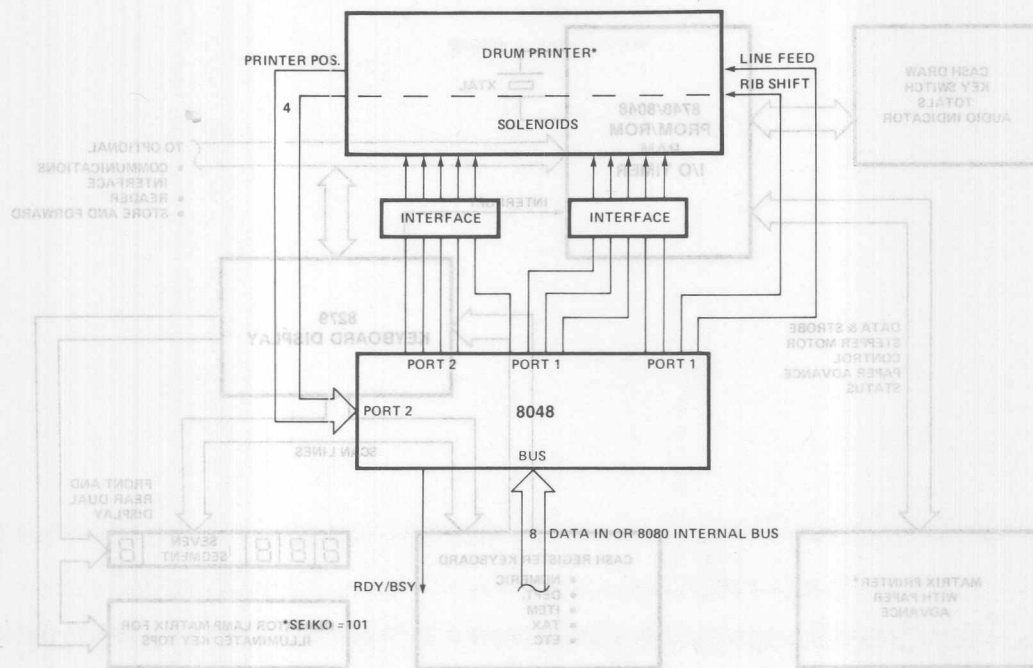 DRUM PRINTER*
PRINTER POS.
LINE FEED
RIB SHIFT
4
SOLENOIDS
INTERFACE
INTERFACE
PORT 2
PORT 1
PORT 1
PORT 2
8048
BUS
8 DATA IN OR 8080 INTERNAL BUS
RDY/BSY
*SEIKO =101
XTAL
8748/8048
PROM/ROM
RAM
I/O TIMER
CASH DRAW
KEY SWITCH
TOTALS
AUDIO INDICATOR
TO OPTIONAL
• COMMUNICATIONS
INTERFACE
• READER
• STORE AND FORWARD
8279
KEYBOARD DISPLAY
DATA & STROBE
STEPPER MOTOR
CONTROL
PAPER ADVANCE
STATUS
SCAN LINES
FRONT AND
REAR DUAL
DISPLAY
SEVEN
SEGMENT
CASH REGISTER KEYBOARD
• NUMERIC
• DEPT.
• ITEM
• TAX
• ETC
MATRIX PRINTER*
WITH PAPER
ADVANCE
LAMP MATRIX FOR
ILLUMINATED KEY TOPS